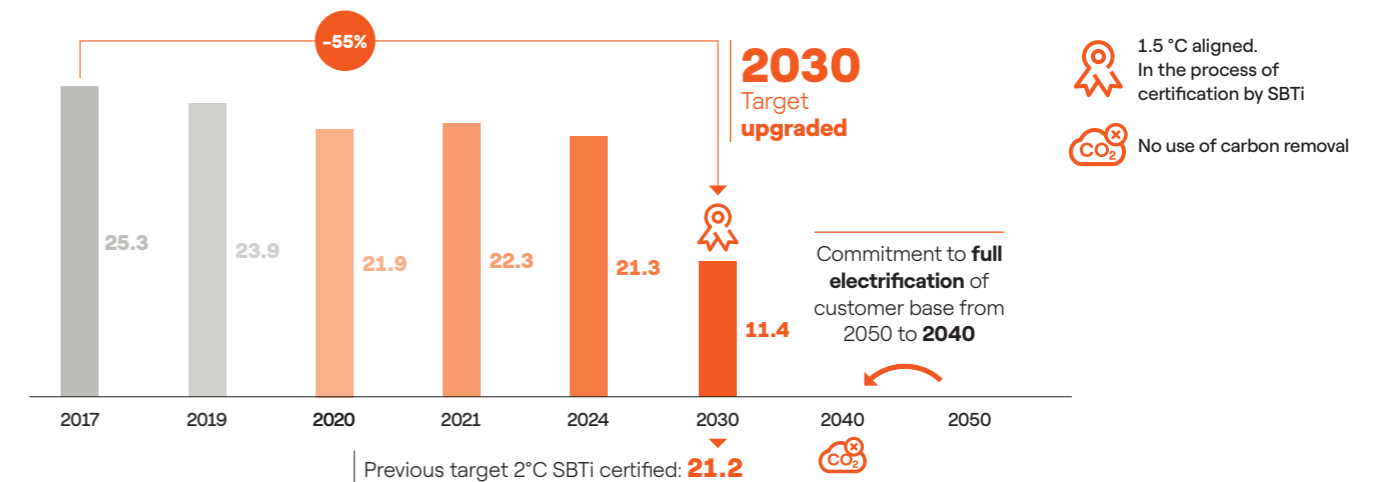 -55%
2030
Target
upgraded
1.5 °C aligned.
In the process of
certification by SBTi
CO₂
No use of carbon removal
25.3
23.9
21.9
22.3
21.3
11.4
Commitment to full
electrification of
customer base from
2050 to 2040
2017
2019
2020
2021
2024
2030
2040
2050
Previous target 2°C SBTi certified: 21.2
CO₂